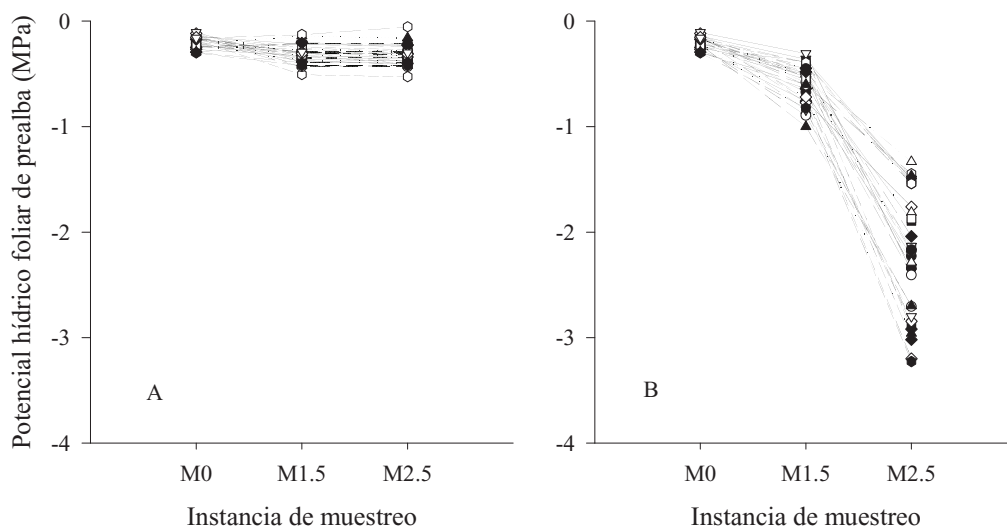 Potencial hídrico foliar de prealba (MPa)
0
-1
-2
-3
-4
A
M0 M1.5 M2.5
Instancia de muestreo
0
-1
-2
-3
-4
B
M0 M1.5 M2.5
Instancia de muestreo